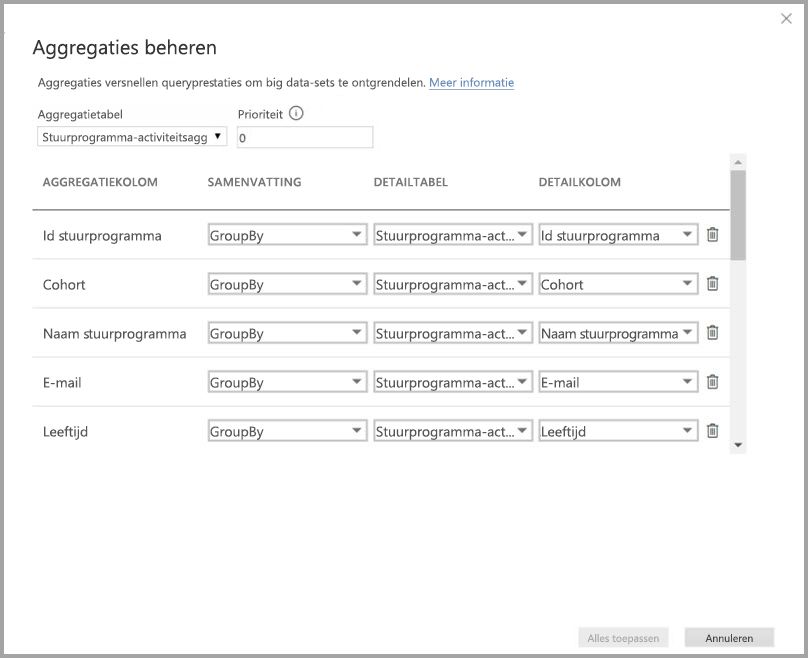 Aggregaties beheren
Aggregaties versnellen queryprestaties om big data-sets te ontgrendelen. Meer informatie
Aggregatietabel Prioriteit
Stuurprogramma-activiteitsagg 0
AGGREGATIEKOLOM SAMENVATTING DETAILTABEL DETAILKOLOM
Id stuurprogramma GroupBy Stuurprogramma-act... Id stuurprogramma
Cohort GroupBy Stuurprogramma-act... Cohort
Naam stuurprogramma GroupBy Stuurprogramma-act... Naam stuurprogramma
E-mail GroupBy Stuurprogramma-act... E-mail
Leeftijd GroupBy Stuurprogramma-act... Leeftijd
Alles toepassen Annuleren